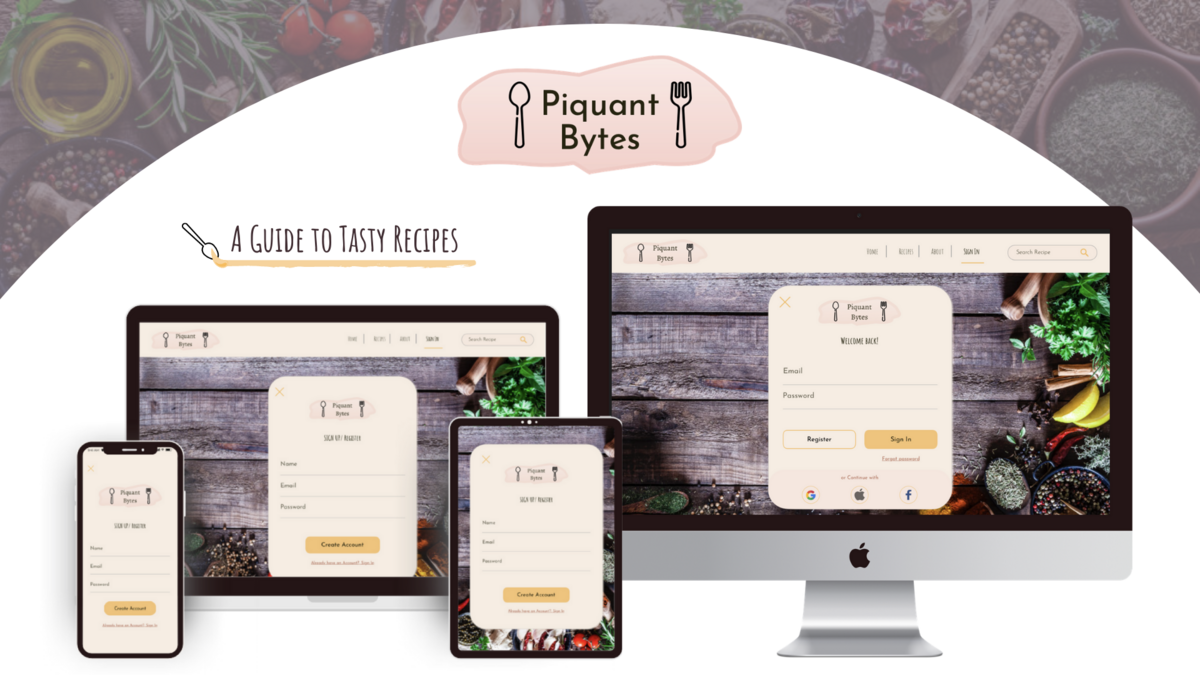 Piquant
Bytes
A Guide to Tasty Recipes
Piquant
Bytes
Home
Recipes
About
Sign In
Search Recipe
Piquant
Bytes
Welcome back!
Email
Password
Register
Sign In
Forgot password
or Continue with
Piquant
Bytes
Home
Recipes
About
Sign In
Search Recipe
Piquant
Bytes
Sign Up/ Register
Name
Email
Password
Create Account
Already have an Account? Sign In
Piquant
Bytes
Sign Up/ Register
Name
Email
Password
Create Account
Already have an Account? Sign In
Piquant
Bytes
Sign Up/ Register
Name
Email
Password
Create Account
Already have an Account? Sign In